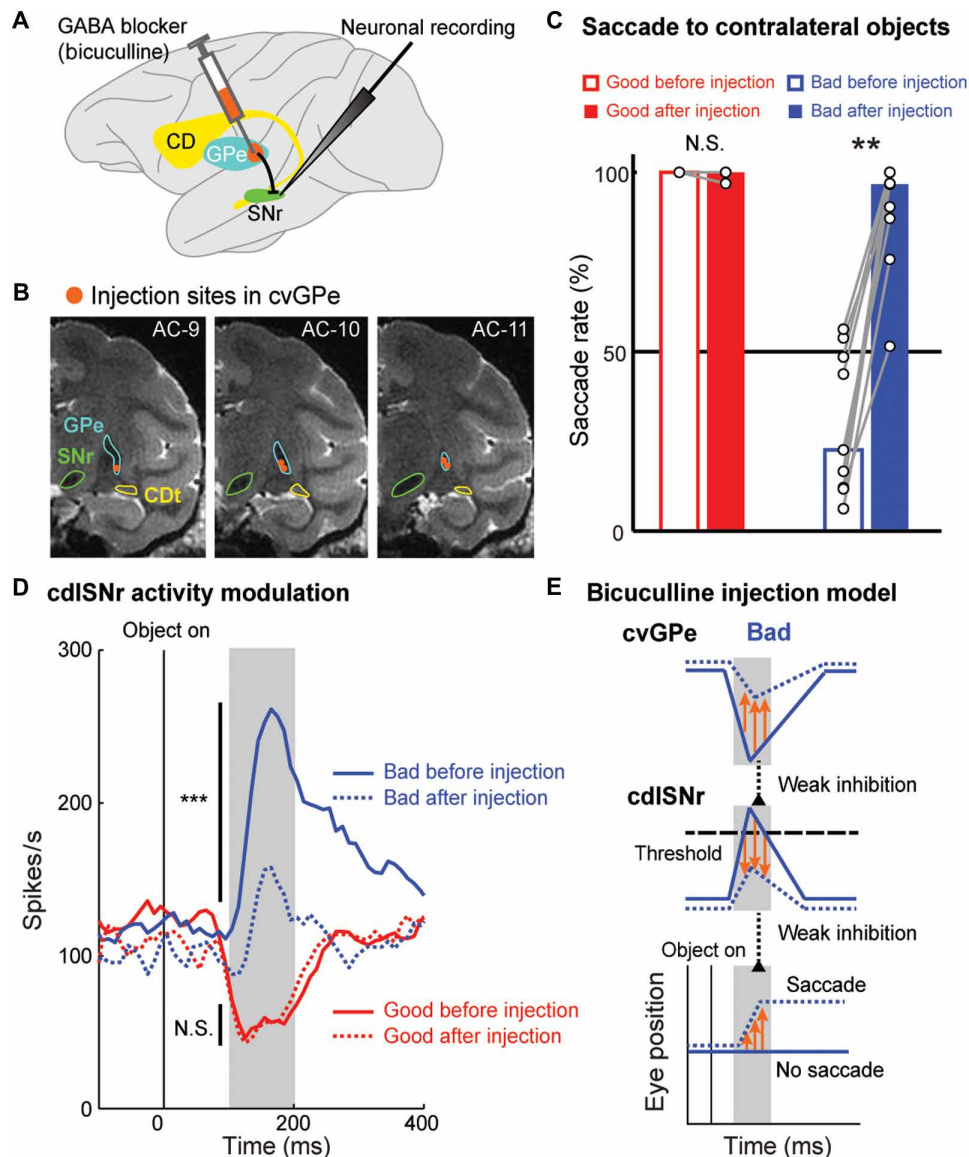 A
GABA blocker
(bicuculline)
Neuronal recording
CD
GPe
SNr
B
Injection sites in cvGPe
AC-9
AC-10
AC-11
GPe
SNr
CDt
C
Saccade to contralateral objects
Good before injection
Bad before injection
Good after injection
Bad after injection
N.S.
**
Saccade rate (%)
100
50
0
D
cdlSNr activity modulation
Object on
300
200
100
0
Spikes/s
***
N.S.
Bad before injection
Bad after injection
Good before injection
Good after injection
0
200
400
Time (ms)
E
Bicuculline injection model
cvGPe
Bad
Weak inhibition
cdlSNr
Threshold
Weak inhibition
Object on
Saccade
No saccade
Eye position
Time (ms)